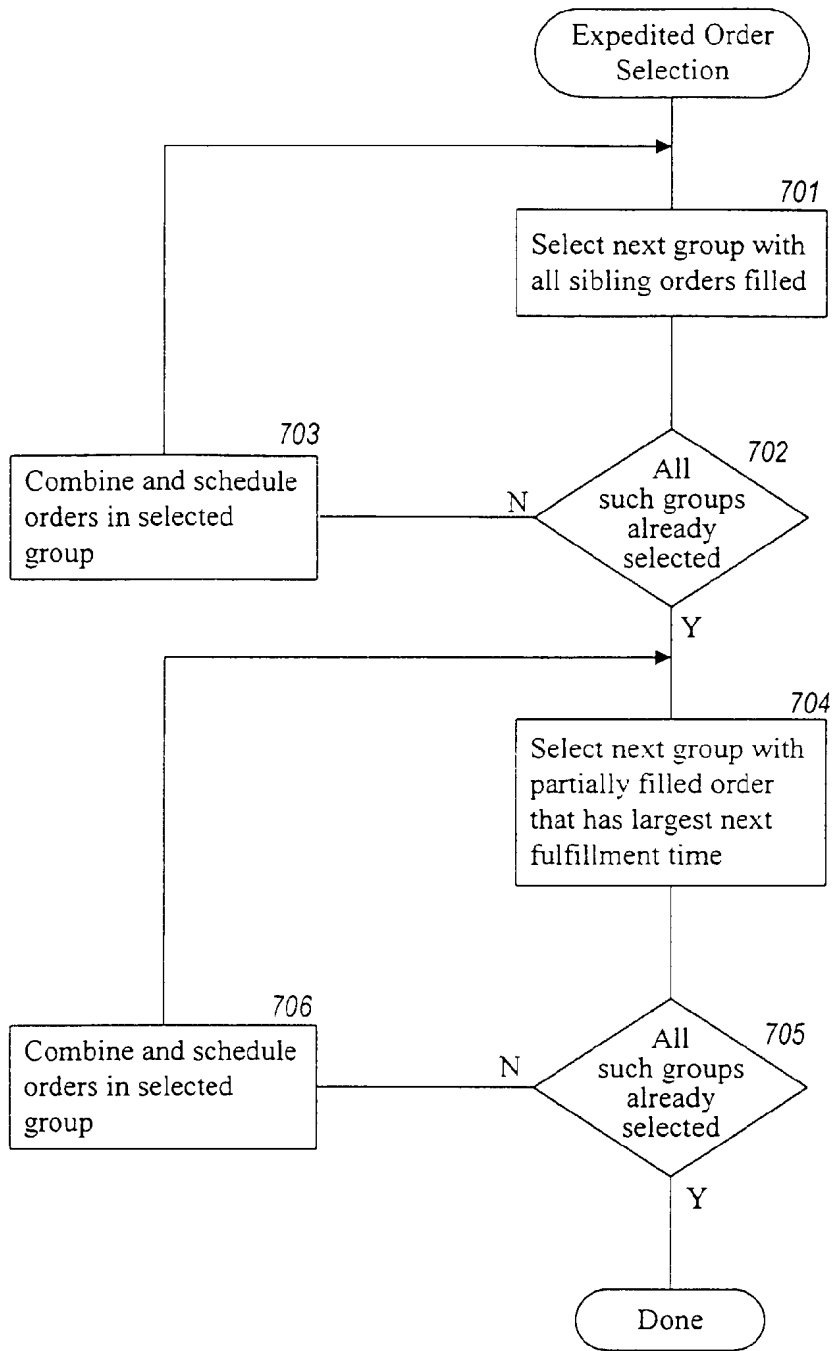 Expedited Order
Selection
701
Select next group with
all sibling orders filled
703
Combine and schedule
orders in selected
group
702
All
such groups
already
selected
N
Y
704
Select next group with
partially filled order
that has largest next
fulfillment time
706
Combine and schedule
orders in selected
group
705
All
such groups
already
selected
N
Y
Done